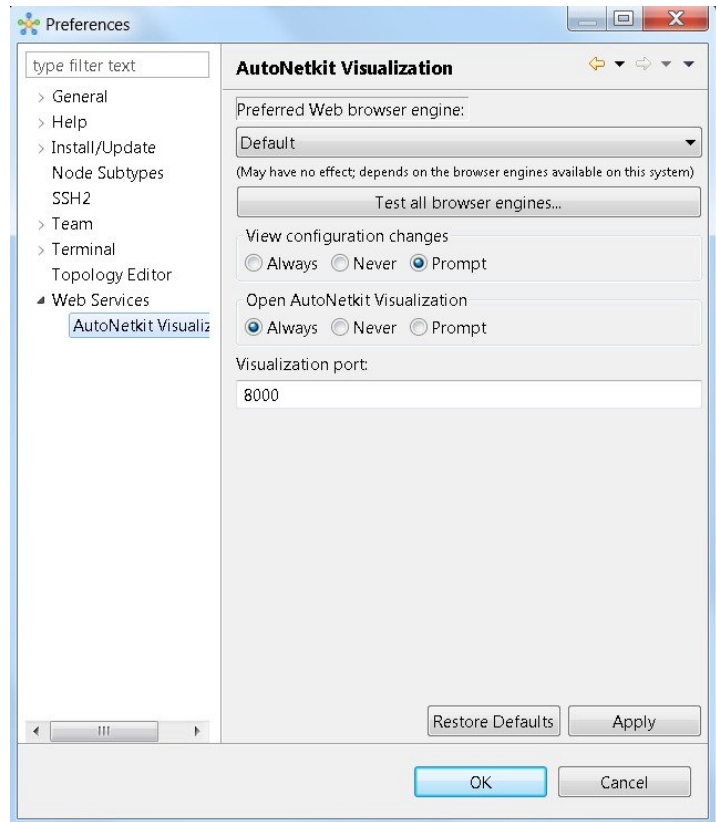 Preferences
type filter text
General
Help
Install/Update
Node Subtypes
SSH2
Team
Terminal
Topology Editor
Web Services
AutoNetkit Visualiz
AutoNetkit Visualization
Preferred Web browser engine:
Default
(May have no effect; depends on the browser engines available on this system)
Test all browser engines...
View configuration changes
Always Never Prompt
Open AutoNetkit Visualization
Always Never Prompt
Visualization port:
8000
Restore Defaults Apply
OK Cancel